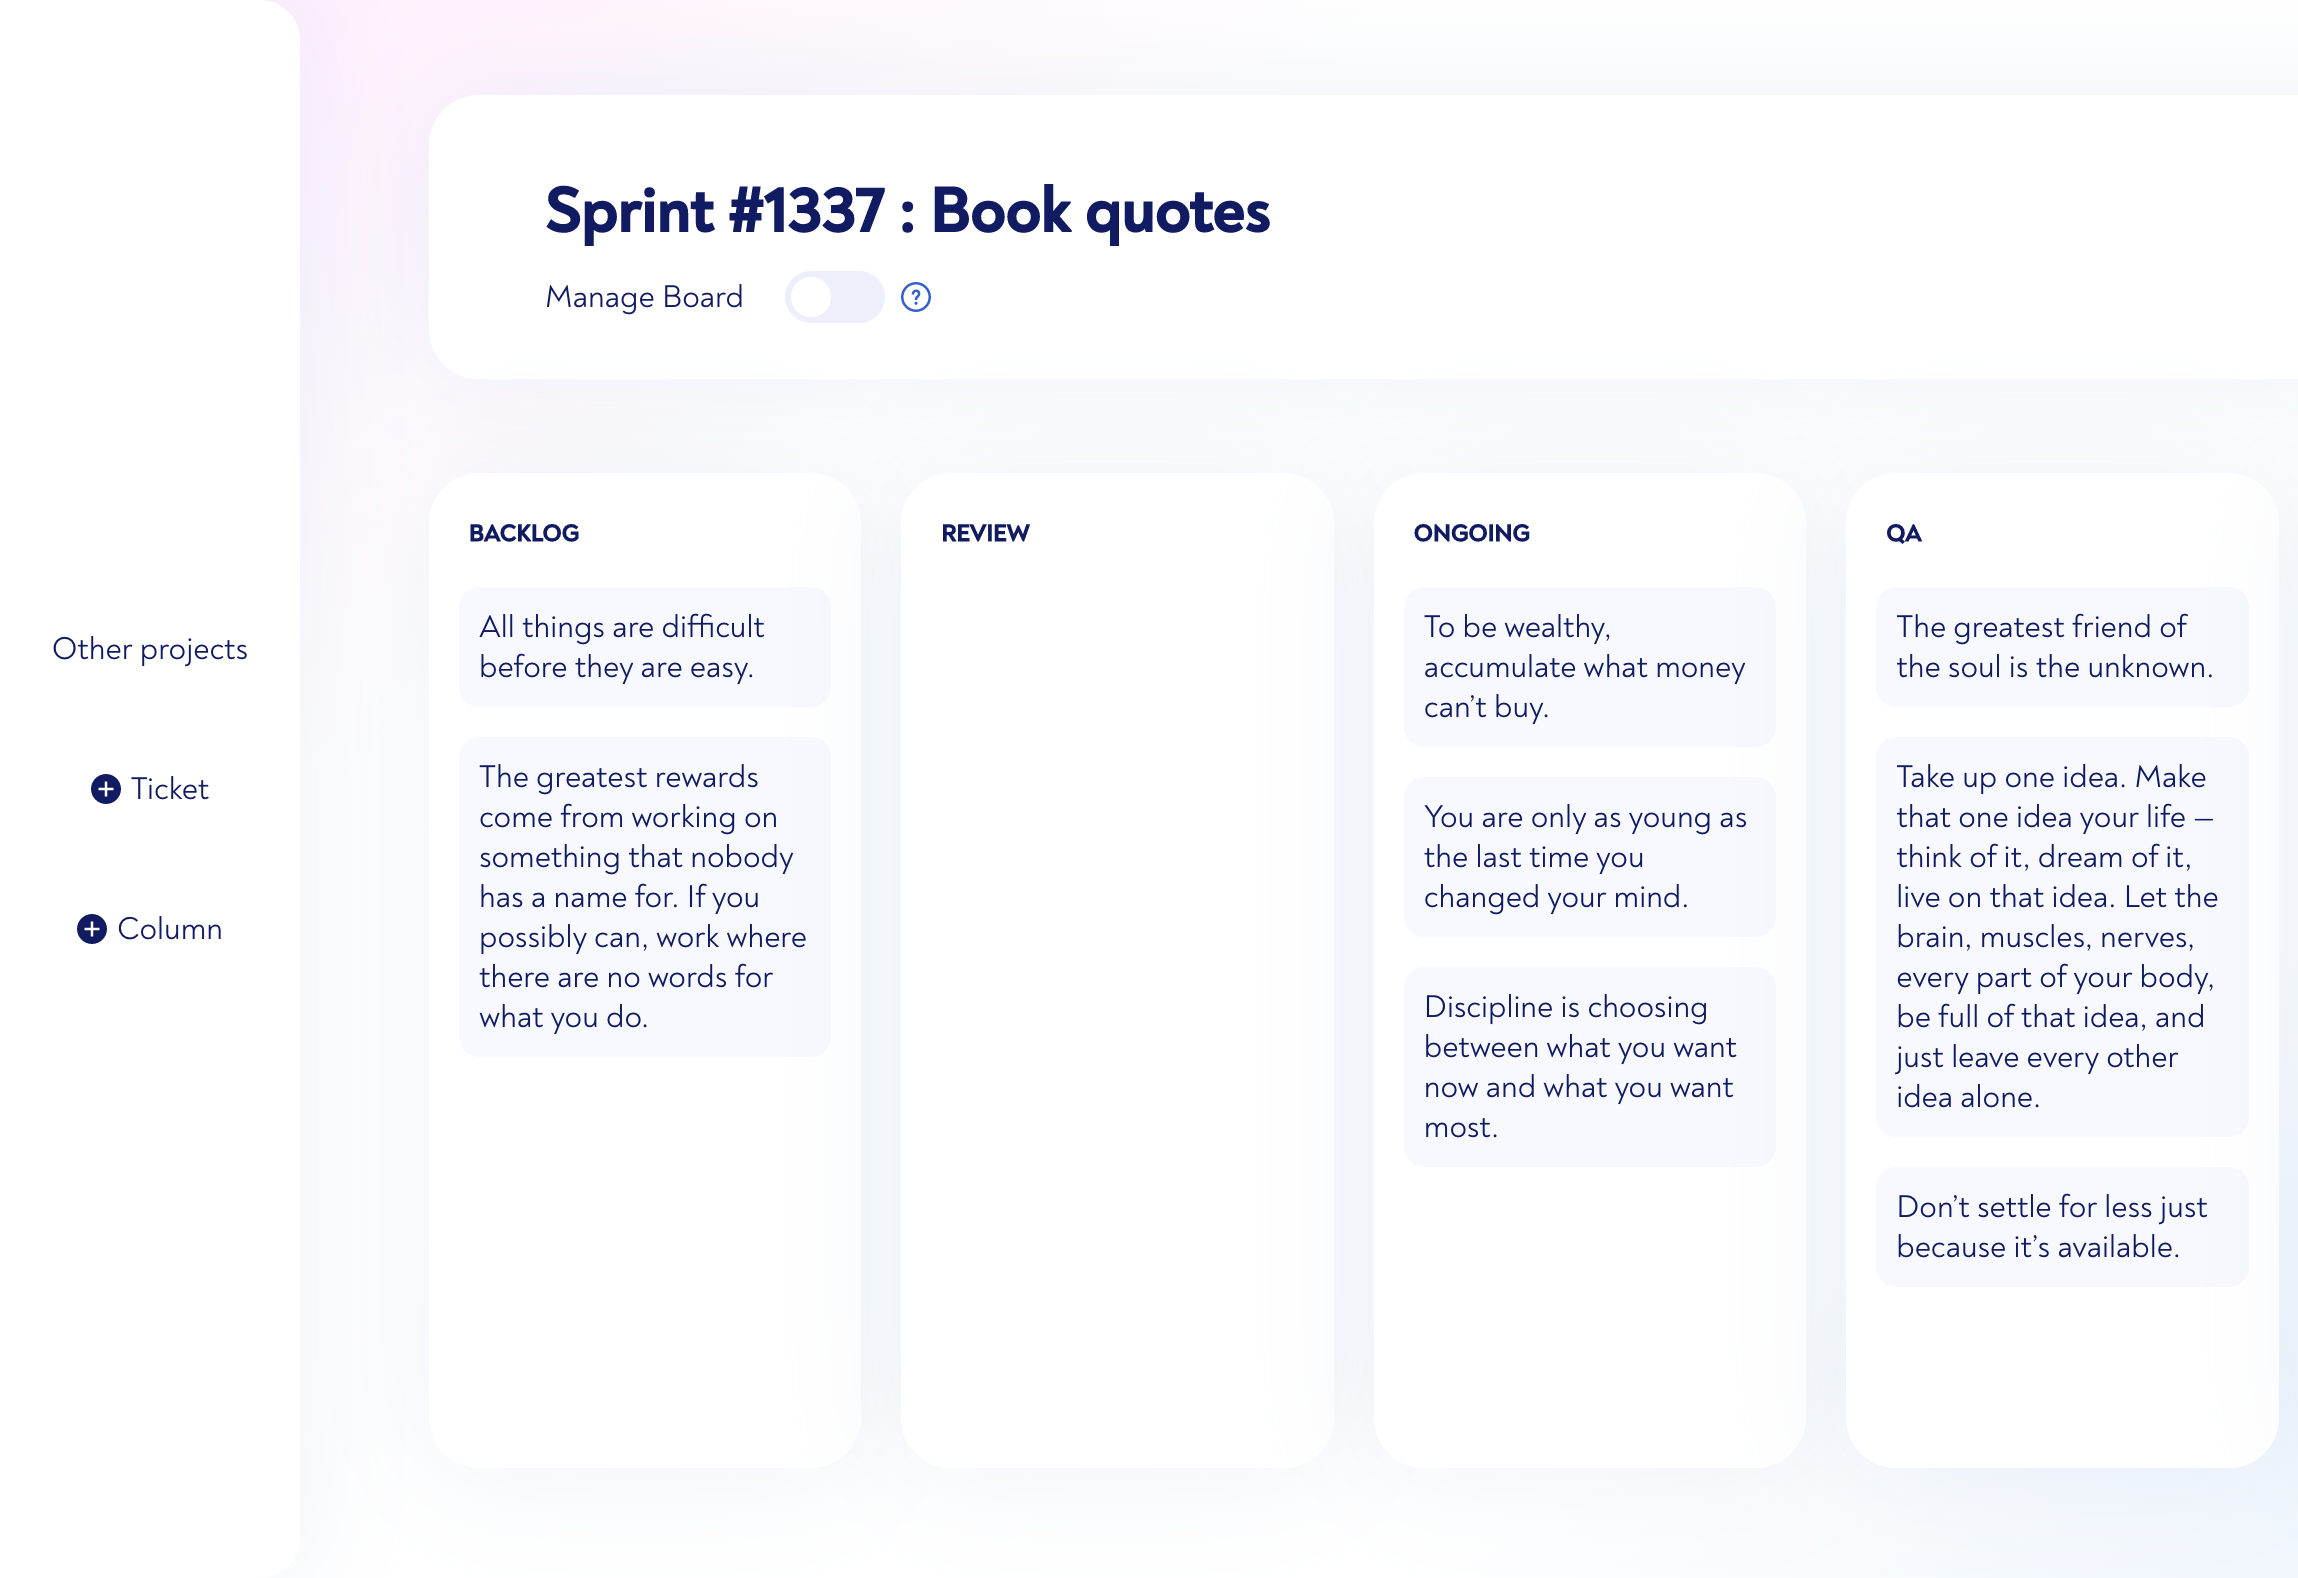 Sprint #1337 : Book quotes
Manage Board
?
Other projects
Ticket
Column
BACKLOG
All things are difficult
before they are easy.
The greatest rewards
come from working on
something that nobody
has a name for. If you
possibly can, work where
there are no words for
what you do.
REVIEW
ONGOING
To be wealthy,
accumulate what money
can’t buy.
You are only as young as
the last time you
changed your mind.
Discipline is choosing
between what you want
now and what you want
most.
QA
The greatest friend of
the soul is the unknown.
Take up one idea. Make
that one idea your life –
think of it, dream of it,
live on that idea. Let the
brain, muscles, nerves,
every part of your body,
be full of that idea, and
just leave every other
idea alone.
Don’t settle for less just
because it’s available.